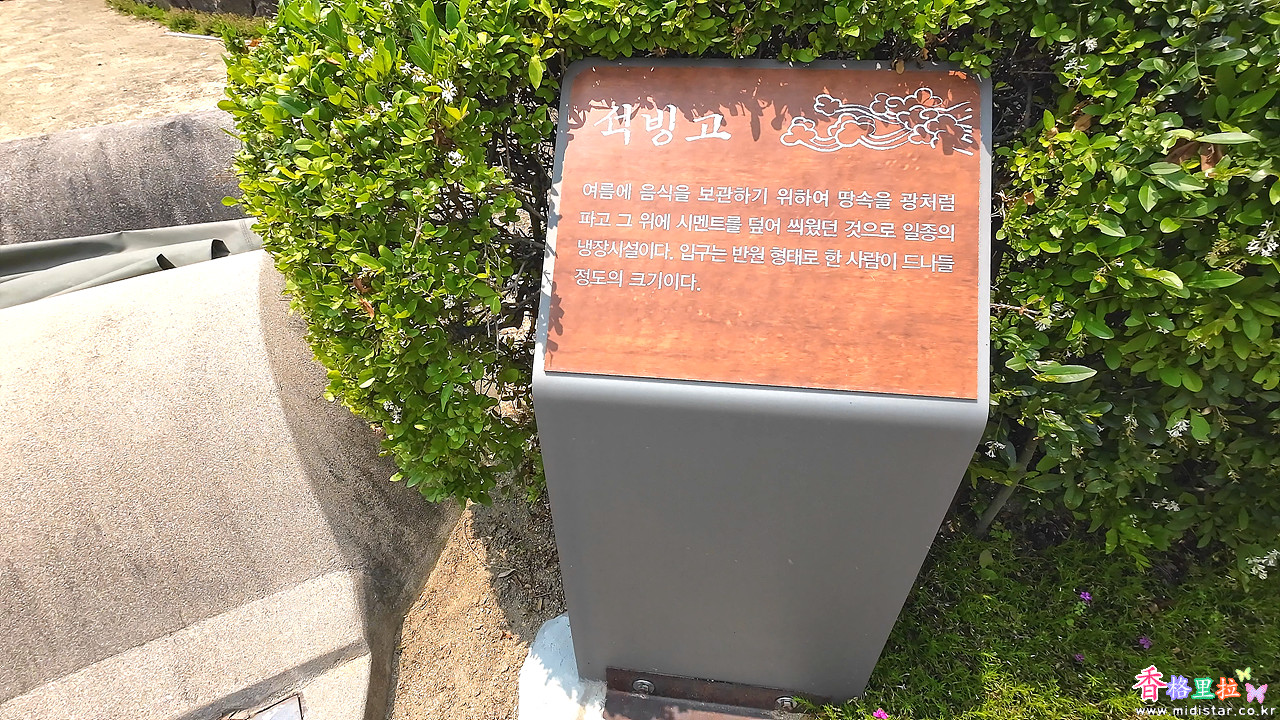 석빙고
여름에 음식을 보관하기 위하여 땅속을 광처럼
파고 그 위에 시멘트를 덮어 씌웠던 것으로 일종의
냉장시설이다. 입구는 반원 형태로 한 사람이 드나들
정도의 크기이다.
香格里拉
www.midistar.co.kr